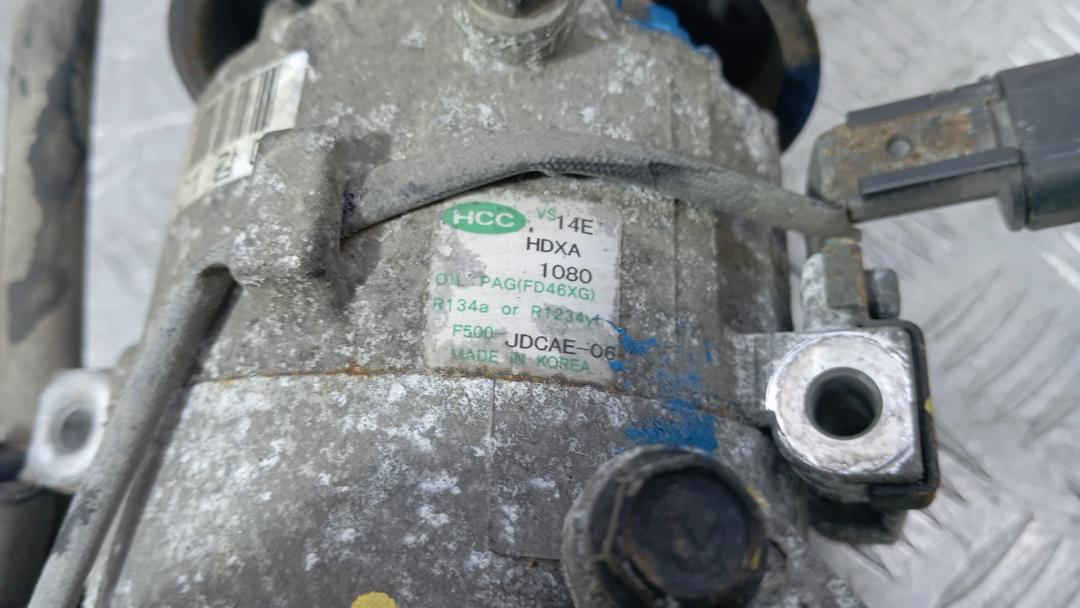 HCC VS 14E
HDXA
1080
OIL PAG(FD46XG)
R134a or R1234yf
F500 JDCAE-06
MADE IN KOREA